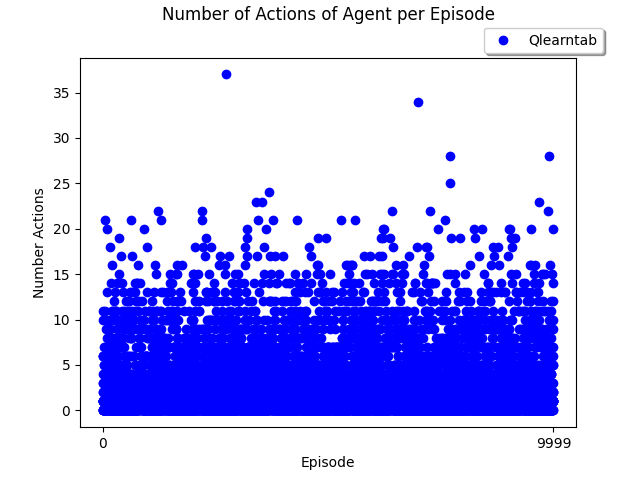 Number of Actions of Agent per Episode
Qlearntab
35
30
25
20
15
10
5
0
Number Actions
0 9999
Episode